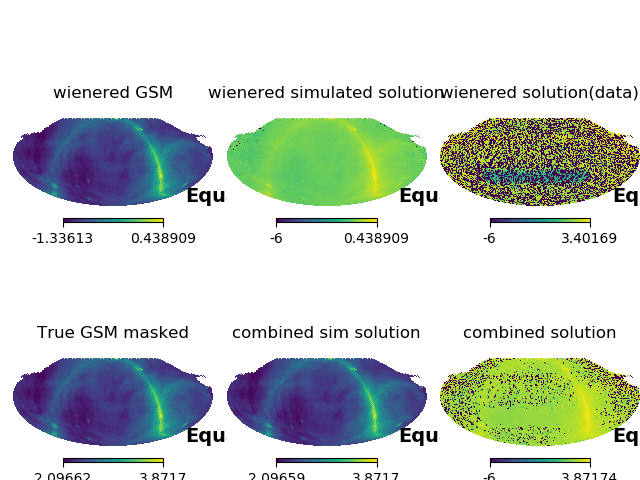 wienered GSM
wienered simulated solution
wienered solution(data)
Equ
Equ
Eq
-1.33613 0.438909
-6 0.438909
-6 3.40169
True GSM masked
combined sim solution
combined solution
Equ
Equ
Eq
2.09662 3.8717
2.09659 3.8717
-6 3.87174